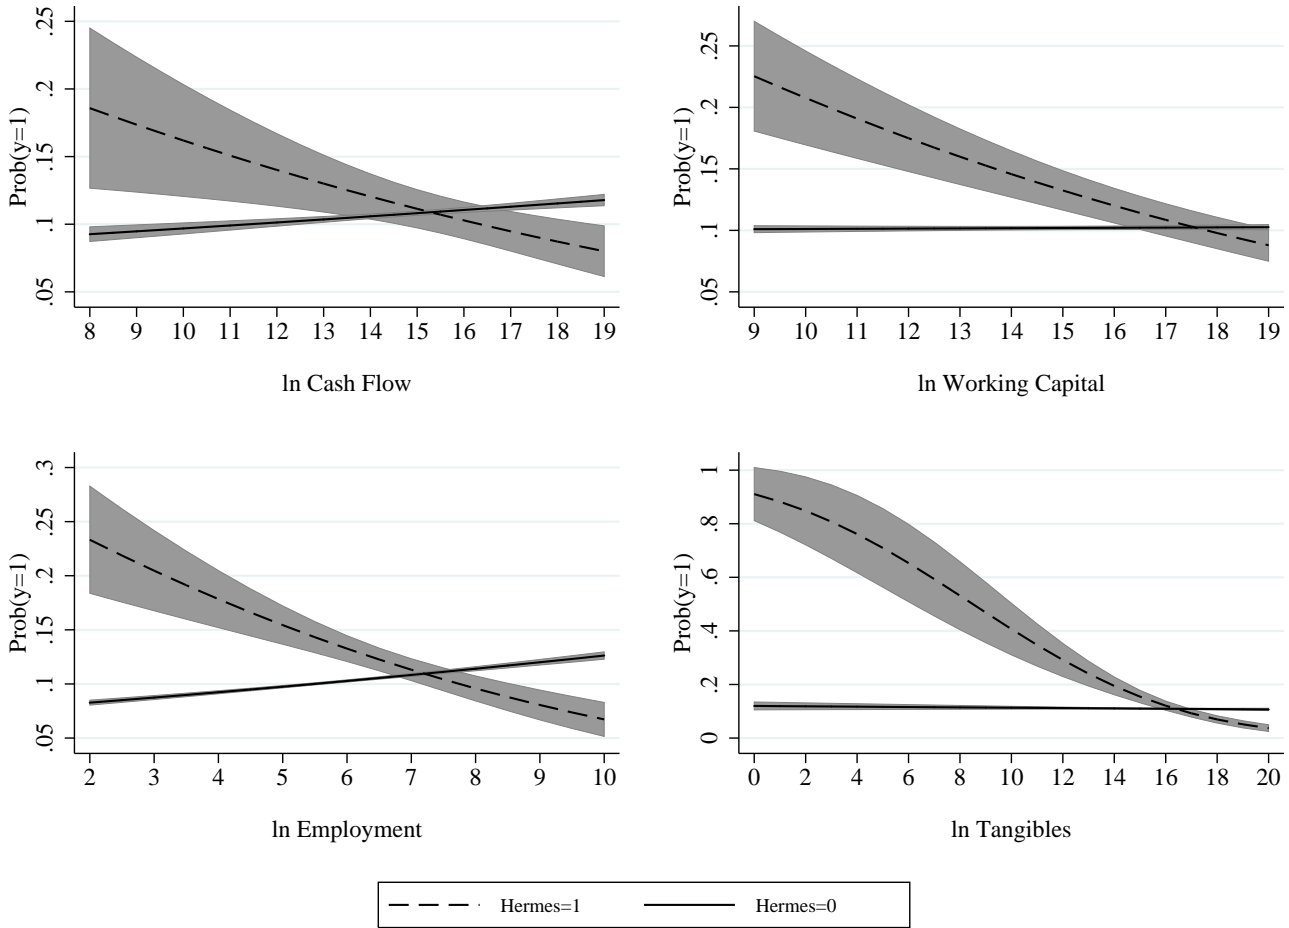 Prob(y=1)
.25
.2
.15
.1
.05
8 9 10 11 12 13 14 15 16 17 18 19
ln Cash Flow
Prob(y=1)
.25
.2
.15
.1
.05
9 10 11 12 13 14 15 16 17 18 19
ln Working Capital
Prob(y=1)
.3
.25
.2
.15
.1
.05
2 3 4 5 6 7 8 9 10
ln Employment
Prob(y=1)
1
.8
.6
.4
.2
0
0 2 4 6 8 10 12 14 16 18 20
ln Tangibles
Hermes=1 Hermes=0